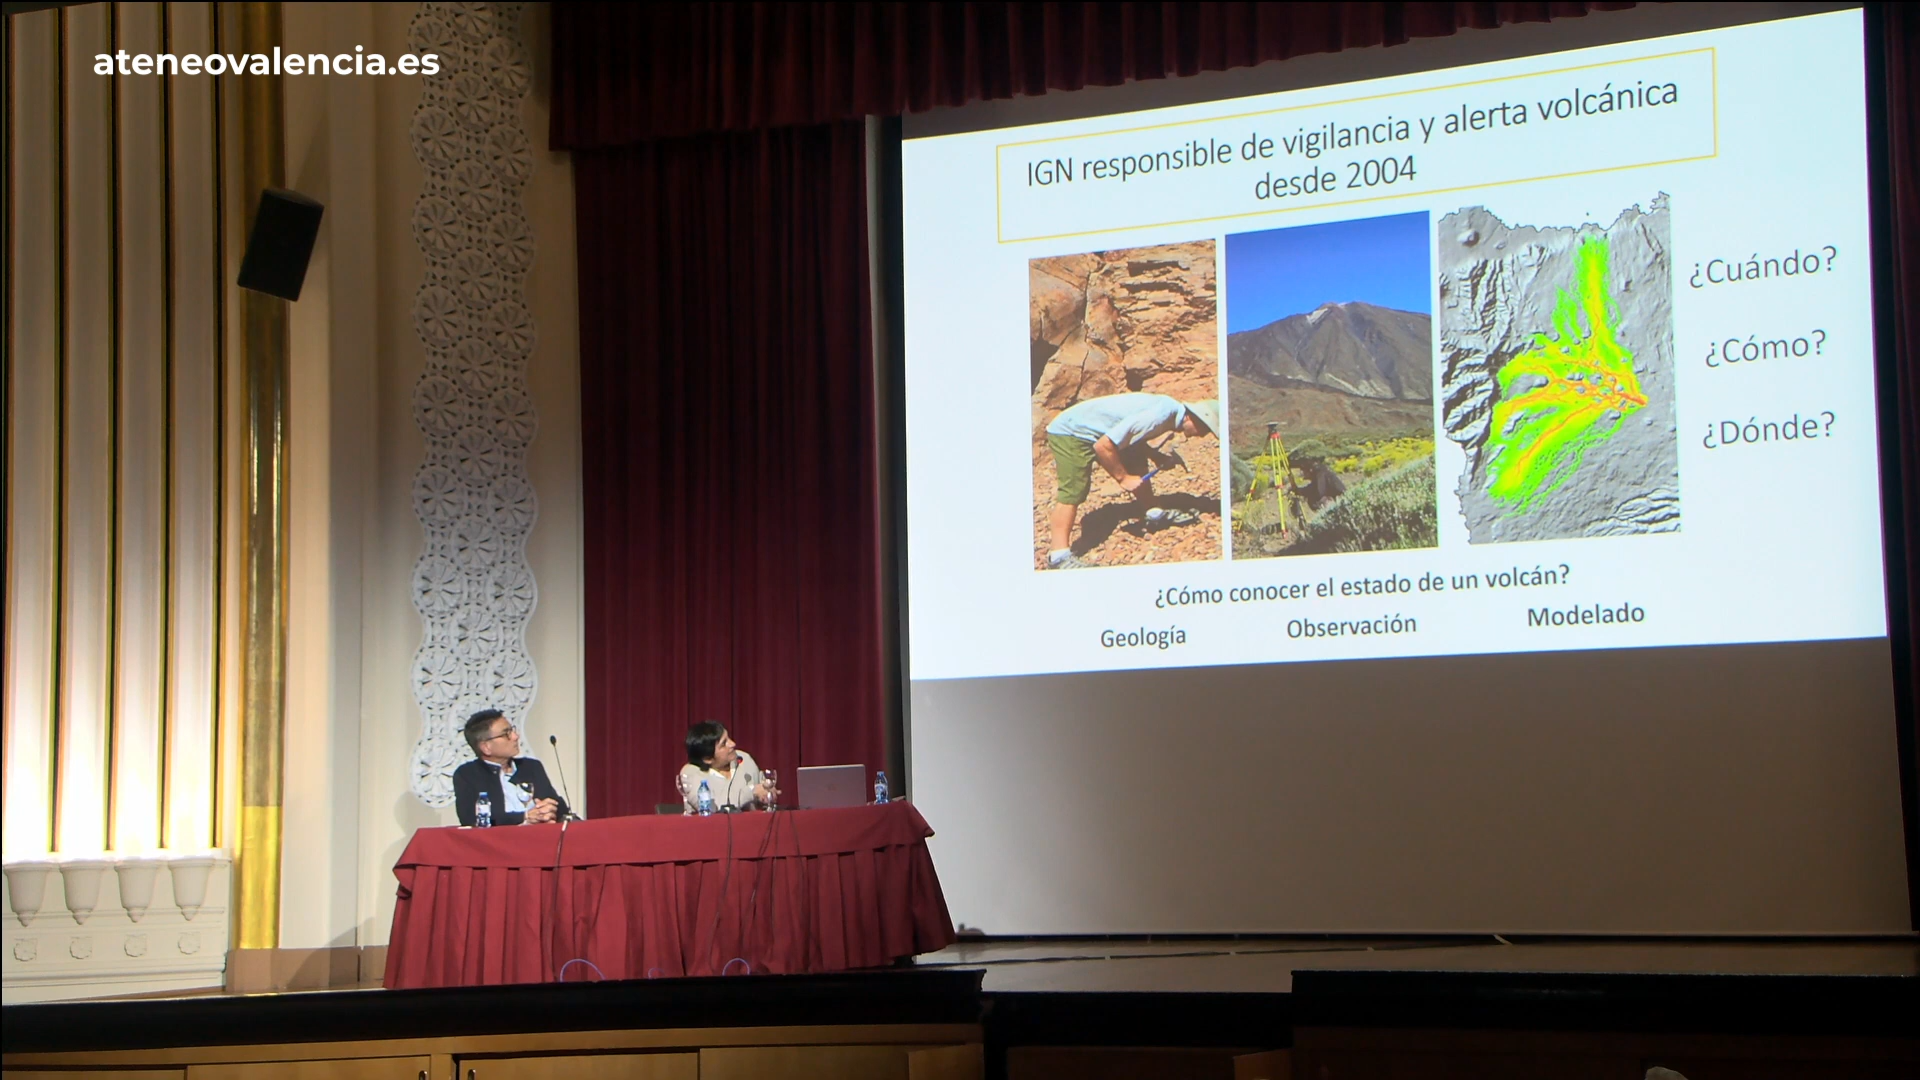 ateneovalencia.es
IGN responsible de vigilancia y alerta volcánica
desde 2004
¿Cuándo?
¿Cómo?
¿Dónde?
¿Cómo conocer el estado de un volcán?
Geología
Observación
Modelado